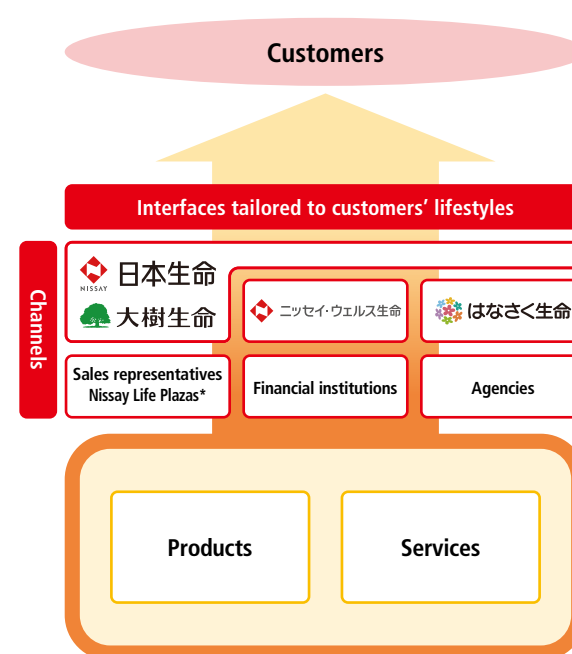 Customers
Interfaces tailored to customers’ lifestyles
Channels
NISSAY
日本生命
大樹生命
ニッセイ・ウェルス生命
はなさく生命
Sales representatives
Nissay Life Plazas*
Financial institutions
Agencies
Products
Services